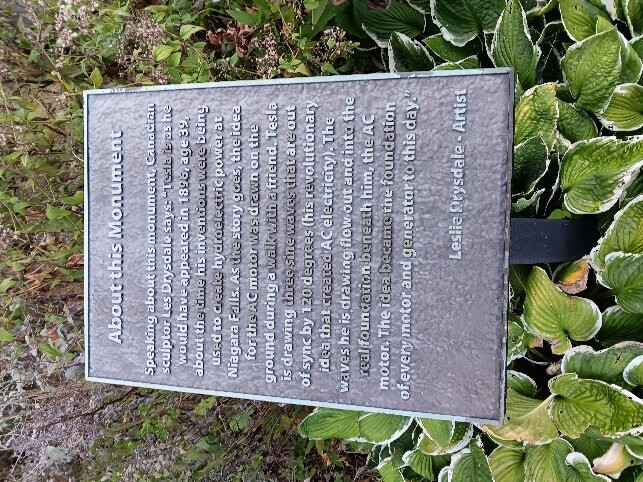 About this Monument
Speaking about this monument, Canadian
sculptor Les Drysdale says: "Tesla is as he
would have appeared in 1896, age 39,
about the time his inventions were being
used to create hydroelectric power at
Niagara Falls. As the story goes, the idea
for the AC motor was drawn on the
ground during a walk with a friend. Tesla
is drawing three sine waves that are out
of sync by 120 degrees (his revolutionary
idea that created AC electricity). The
waves he is drawing flow out and into the
real foundation beneath him, the AC
motor. The idea became the foundation
of every motor and generator to this day."
Leslie Drysdale - Artist